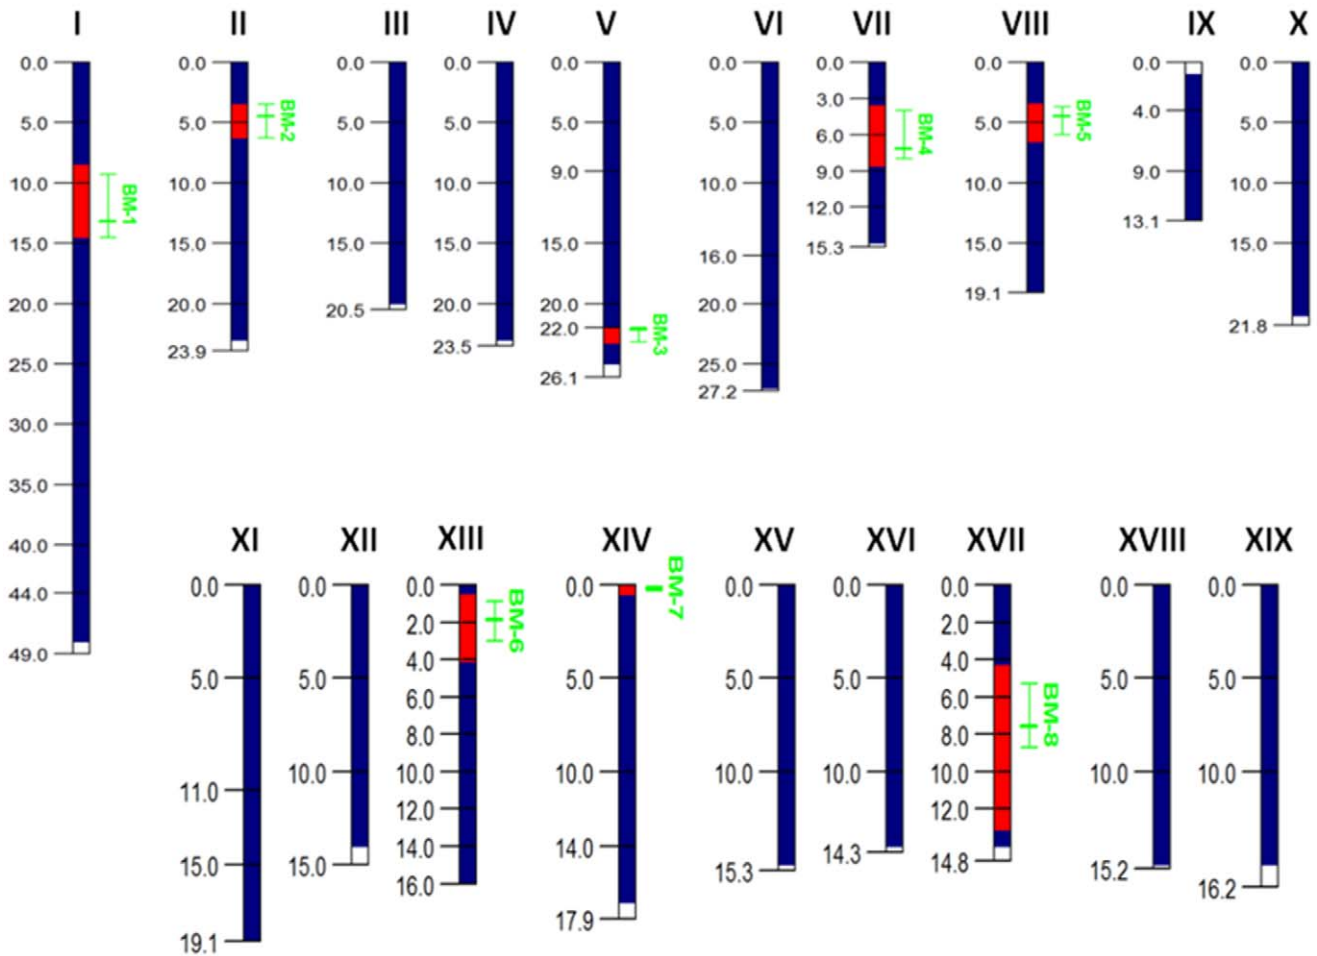 I II III IV V VI VII VIII IX X
0.0 5.0 10.0 15.0 20.0 25.0 30.0 35.0 40.0 44.0 49.0
BM-1
0.0 5.0 10.0 15.0 20.0 23.9
BM-2
0.0 5.0 10.0 15.0 20.5
0.0 5.0 10.0 15.0 20.0 23.5
0.0 5.0 9.0 15.0 20.0 22.0 26.1
BM-3
0.0 5.0 10.0 16.0 20.0 25.0 27.2
0.0 3.0 6.0 9.0 12.0 15.3
BM-4
0.0 5.0 10.0 15.0 19.1
BM-5
0.0 4.0 9.0 13.1
0.0 5.0 10.0 15.0 21.8
XI XII XIII XIV XV XVI XVII XVIII XIX
0.0 5.0 11.0 15.0 19.1
0.0 5.0 10.0 15.0
0.0 2.0 4.0 6.0 8.0 10.0 12.0 14.0 16.0
BM-6
0.0 5.0 10.0 14.0 17.9
BM-7
0.0 5.0 10.0 15.3
0.0 5.0 10.0 14.3
0.0 2.0 4.0 6.0 8.0 10.0 12.0 14.8
BM-8
0.0 5.0 10.0 15.2
0.0 5.0 10.0 16.2